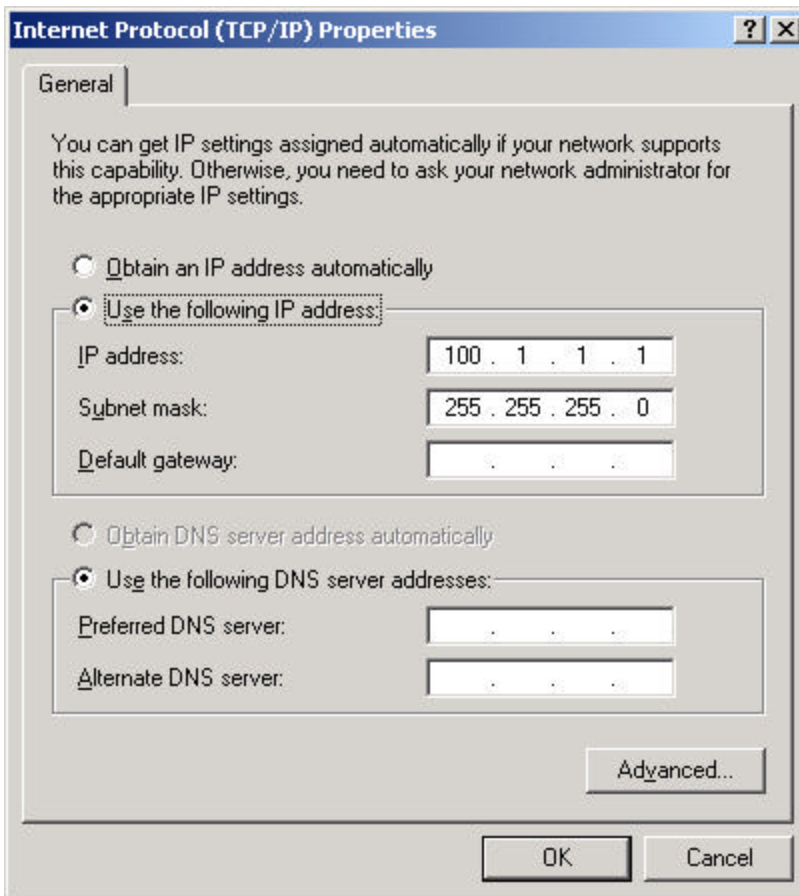 Internet Protocol (TCP/IP) Properties
General
You can get IP settings assigned automatically if your network supports
this capability. Otherwise, you need to ask your network administrator for
the appropriate IP settings.
Obtain an IP address automatically
Use the following IP address:
IP address: 100 . 1 . 1 . 1
Subnet mask: 255 . 255 . 255 . 0
Default gateway: . . .
Obtain DNS server address automatically
Use the following DNS server addresses:
Preferred DNS server: . . .
Alternate DNS server: . . .
Advanced...
OK Cancel